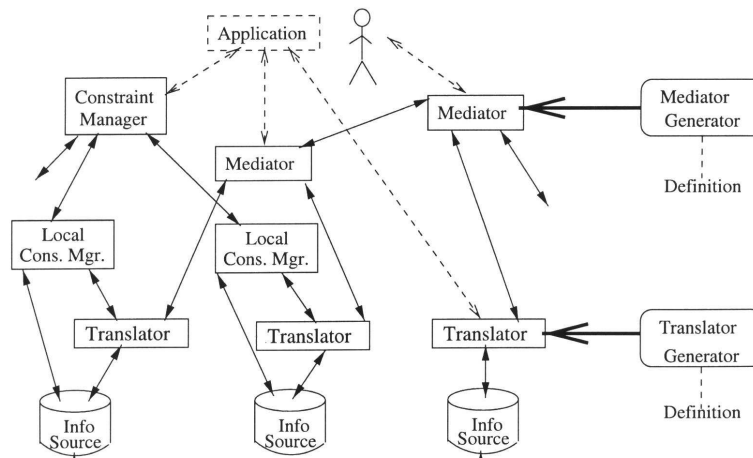 Application
Constraint
Manager
Mediator
Mediator
Mediator
Generator
Definition
Local
Cons. Mgr.
Local
Cons. Mgr.
Translator
Translator
Translator
Translator
Generator
Definition
Info
Source
Info
Source
Info
Source